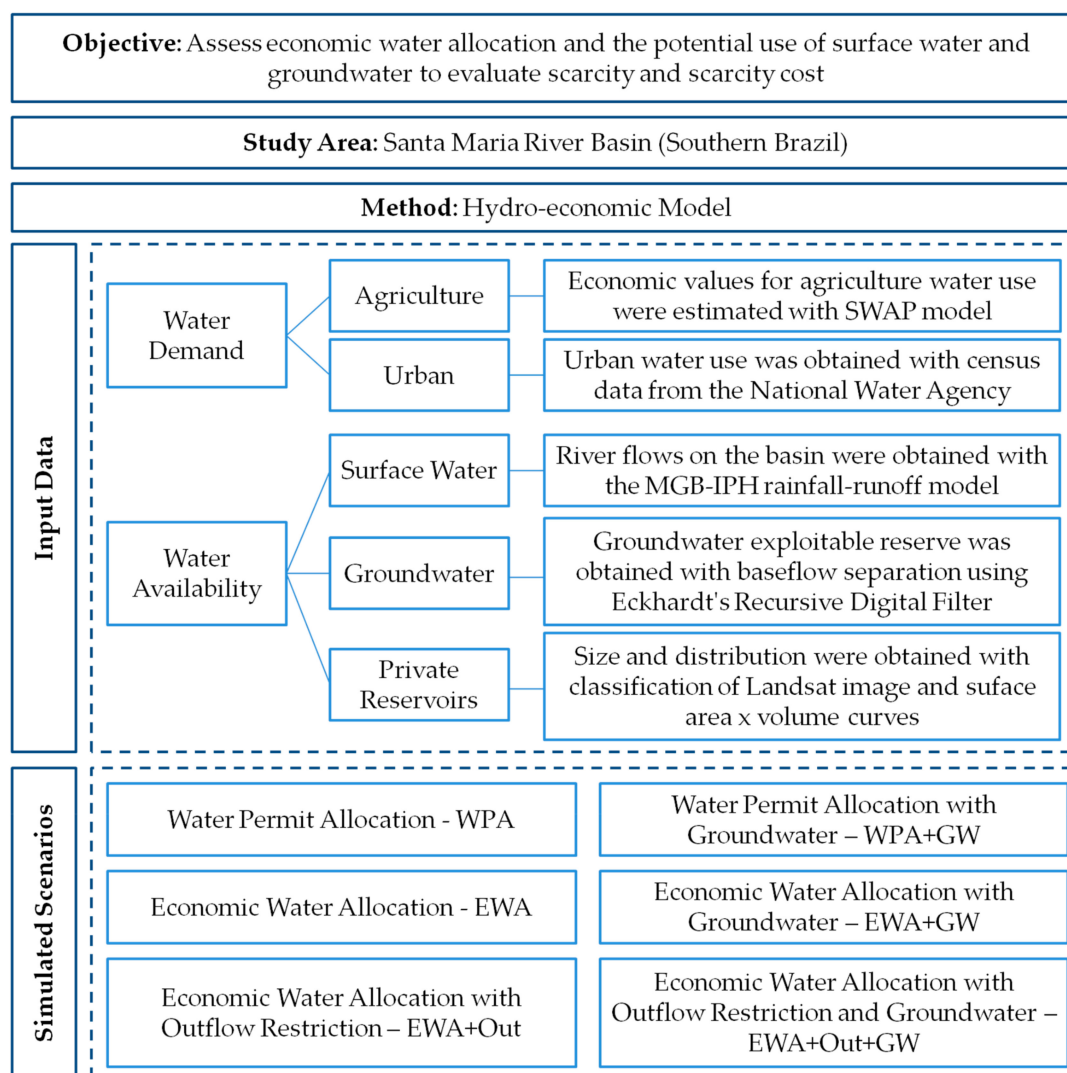 Objective: Assess economic water allocation and the potential use of surface water and
groundwater to evaluate scarcity and scarcity cost
Study Area: Santa Maria River Basin (Southern Brazil)
Method: Hydro-economic Model
Input Data
Water
Demand
Agriculture
Economic values for agriculture water use
were estimated with SWAP model
Urban
Urban water use was obtained with census
data from the National Water Agency
Water
Availability
Surface Water
River flows on the basin were obtained with
the MGB-IPH rainfall-runoff model
Groundwater
Groundwater exploitable reserve was
obtained with baseflow separation using
Eckhardt's Recursive Digital Filter
Private
Reservoirs
Size and distribution were obtained with
classification of Landsat image and suface
area x volume curves
Simulated Scenarios
Water Permit Allocation - WPA
Water Permit Allocation with
Groundwater – WPA+GW
Economic Water Allocation - EWA
Economic Water Allocation with
Groundwater – EWA+GW
Economic Water Allocation with
Outflow Restriction – EWA+Out
Economic Water Allocation with
Outflow Restriction and Groundwater –
EWA+Out+GW